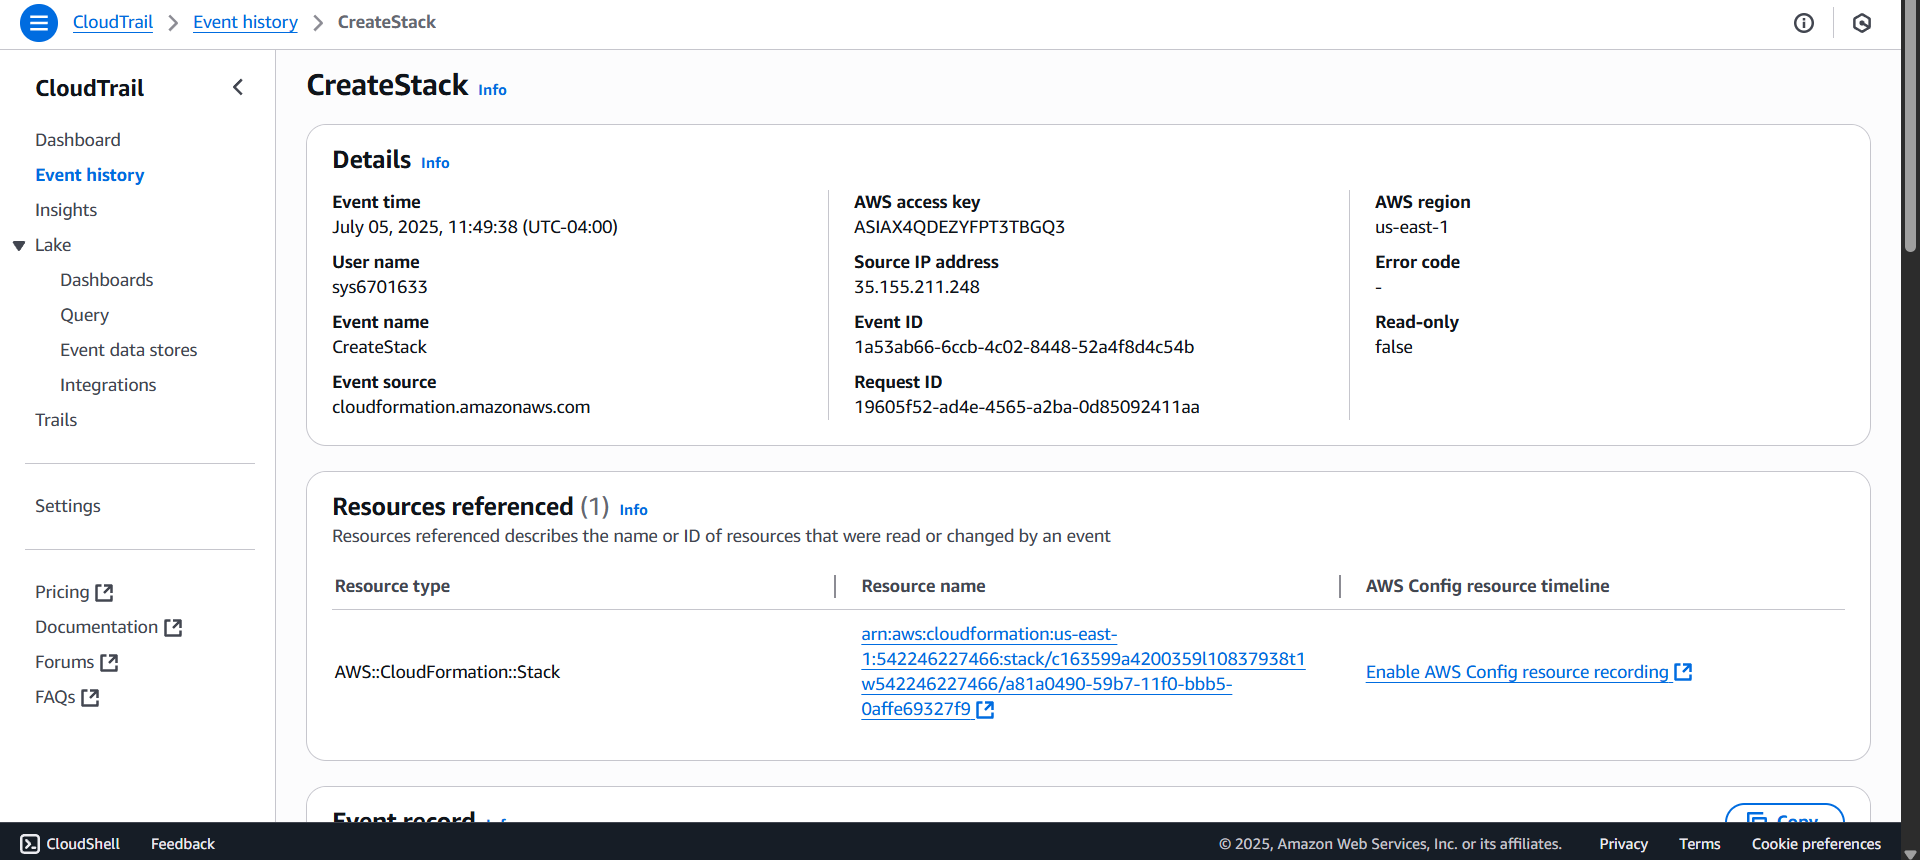 CloudTrail > Event history > CreateStack
CloudTrail
Dashboard
Event history
Insights
Lake
Dashboards
Query
Event data stores
Integrations
Trails
Settings
Pricing
Documentation
Forums
FAQs
CreateStack Info
Details Info
Event time
July 05, 2025, 11:49:38 (UTC-04:00)
User name
sys6701633
Event name
CreateStack
Event source
cloudformation.amazonaws.com
AWS access key
ASIAX4QDEZYFPT3TBGQ3
Source IP address
35.155.211.248
Event ID
1a53ab66-6ccb-4c02-8448-52a4f8d4c54b
Request ID
19605f52-ad4e-4565-a2ba-0d85092411aa
AWS region
us-east-1
Error code
-
Read-only
false
Resources referenced (1) Info
Resources referenced describes the name or ID of resources that were read or changed by an event
Resource type
Resource name
AWS Config resource timeline
AWS::CloudFormation::Stack
arn:aws:cloudformation:us-east-
1:542246227466:stack/c163599a4200359l10837938t1
w542246227466/a81a0490-59b7-11f0-bbb5-
0affe69327f9
Enable AWS Config resource recording
Event record Info
Copy
CloudShell
Feedback
© 2025, Amazon Web Services, Inc. or its affiliates.
Privacy
Terms
Cookie preferences